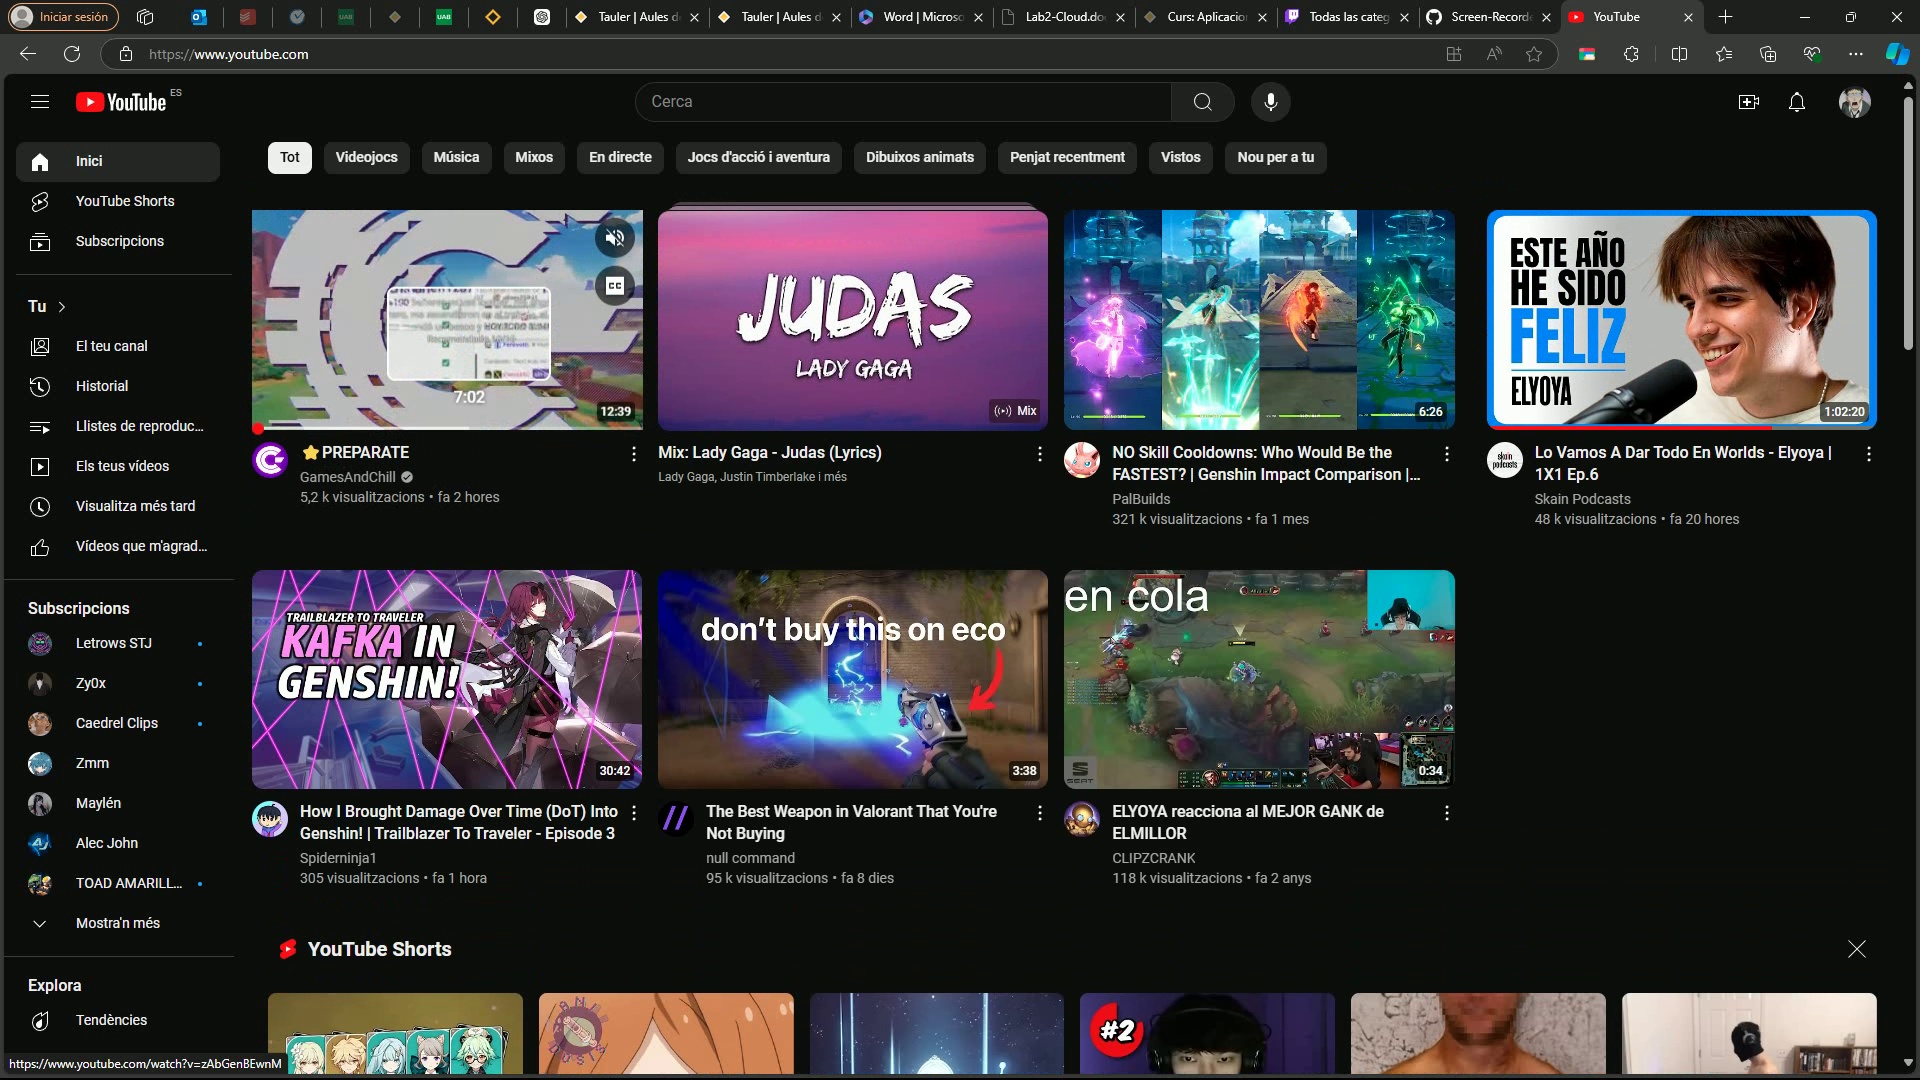 Iniciar sesión
Tauler | Aules d
Tauler | Aules d
Word | Microso
Lab2-Cloud.do
Curs: Aplicacion
Todas las categ
Screen-Recorde
YouTube
https://www.youtube.com
YouTube ES
Cerca
Tot
Videojocs
Música
Mixos
En directe
Jocs d'acció i aventura
Dibuixos animats
Penjat recentment
Vistos
Nou per a tu
Inici
YouTube Shorts
Subscripcions
Tu
El teu canal
Historial
Llistes de reproduc...
Els teus vídeos
Visualitza més tard
Vídeos que m'agrad...
Subscripcions
Letrows STJ
Zy0x
Caedrel Clips
Zmm
Maylén
Alec John
TOAD AMARILL...
Mostra'n més
Explora
Tendències
https://www.youtube.com/watch?v=zAbGenBEwnM
CC
7:02
12:39
⭐PREPARATE
GamesAndChill
5,2 k visualitzacions • fa 2 hores
JUDAS
LADY GAGA
Mix
Mix: Lady Gaga - Judas (Lyrics)
Lady Gaga, Justin Timberlake i més
6:26
NO Skill Cooldowns: Who Would Be the
FASTEST? | Genshin Impact Comparison |...
PalBuilds
321 k visualitzacions • fa 1 mes
ESTE AÑO
HE SIDO
FELIZ
ELYOYA
1:02:20
skain
podcasts
Lo Vamos A Dar Todo En Worlds - Elyoya |
1X1 Ep.6
Skain Podcasts
48 k visualitzacions • fa 20 hores
TRAILBLAZER TO TRAVELER
KAFKA IN
GENSHIN!
30:42
How I Brought Damage Over Time (DoT) Into
Genshin! | Trailblazer To Traveler - Episode 3
Spiderninja1
305 visualitzacions • fa 1 hora
don't buy this on eco
3:38
The Best Weapon in Valorant That You're
Not Buying
null command
95 k visualitzacions • fa 8 dies
en cola
SEAT
0:34
ELYOYA reacciona al MEJOR GANK de
ELMILLOR
CLIPZCRANK
118 k visualitzacions • fa 2 anys
YouTube Shorts
#2